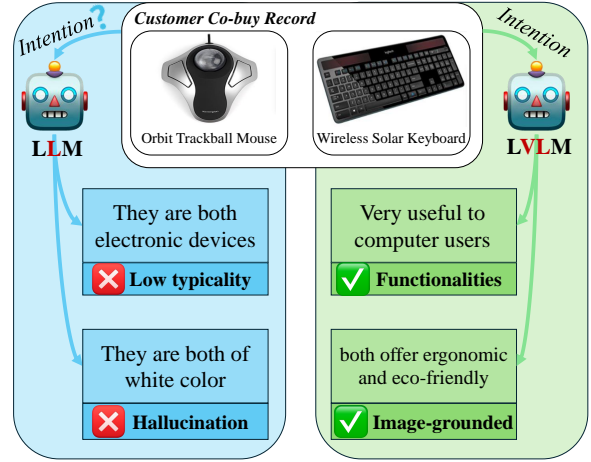 Customer Co-buy Record
Intention?
Intention
Orbit Trackball Mouse
Wireless Solar Keyboard
LLM
LVLM
They are both
electronic devices
Low typicality
They are both of
white color
Hallucination
Very useful to
computer users
Functionalities
both offer ergonomic
and eco-friendly
Image-grounded